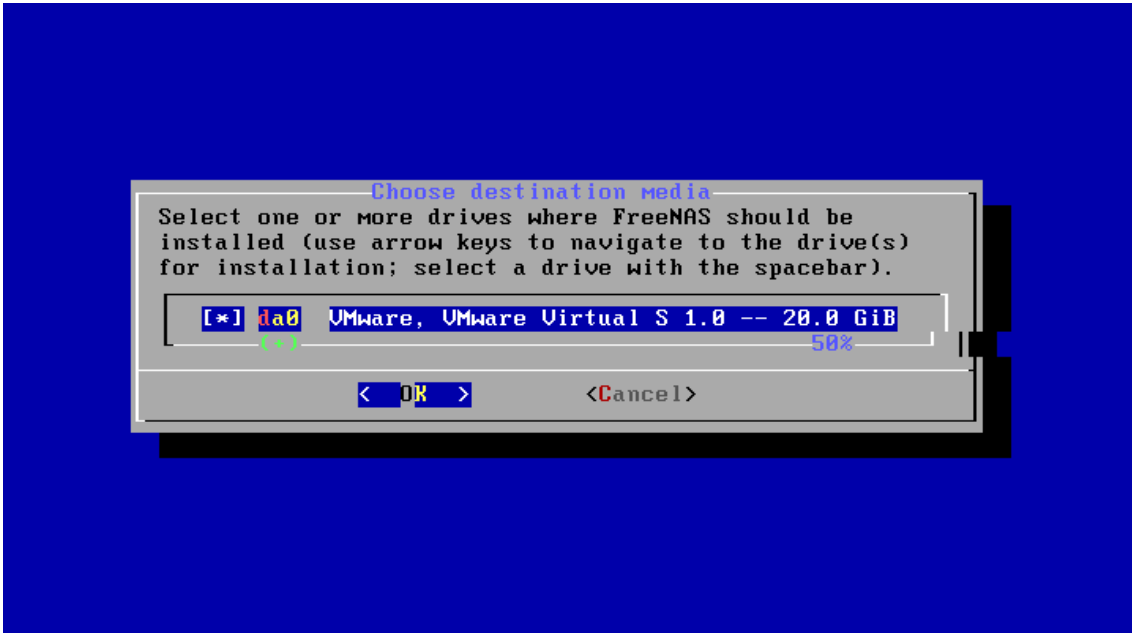 Choose destination media
Select one or more drives where FreeNAS should be
installed (use arrow keys to navigate to the drive(s)
for installation; select a drive with the spacebar).
[*] da0 VMware, VMware Virtual S 1.0 -- 20.0 GiB
(+) 50%
< OK > <Cancel>